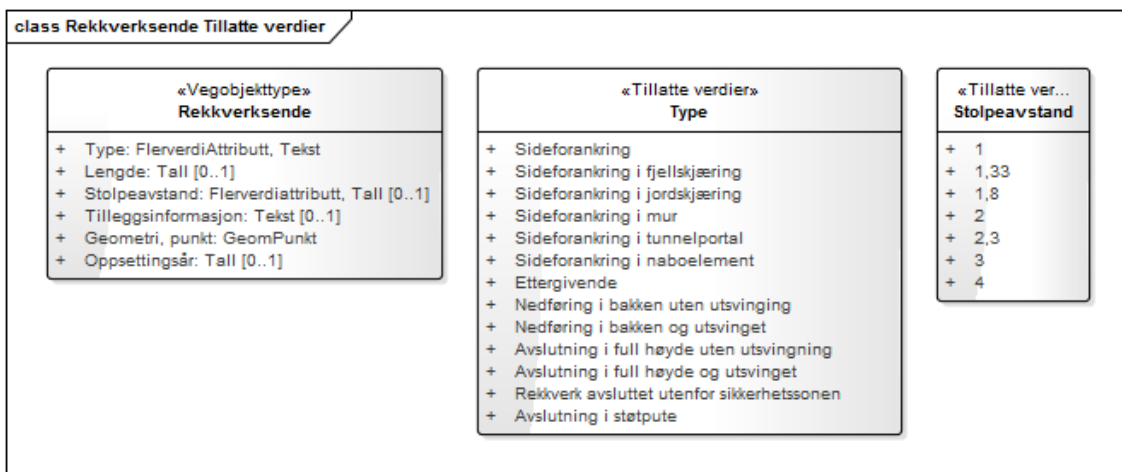 class Rekkverksende Tillatte verdier
«Vegobjekttype»
Rekkverksende
+ Type: FlerverdiAttributt, Tekst
+ Lengde: Tall [0..1]
+ Stolpeavstand: Flerverdiattributt, Tall [0..1]
+ Tilleggsinformasjon: Tekst [0..1]
+ Geometri, punkt: GeomPunkt
+ Oppsettingsår: Tall [0..1]
«Tillatte verdier»
Type
+ Sideforankring
+ Sideforankring i fjellskjæring
+ Sideforankring i jordskjæring
+ Sideforankring i mur
+ Sideforankring i tunnelportal
+ Sideforankring i naboelement
+ Ettergivende
+ Nedføring i bakken uten utsvinging
+ Nedføring i bakken og utsvinget
+ Avslutning i full høyde uten utsvingning
+ Avslutning i full høyde og utsvinget
+ Rekkverk avsluttet utenfor sikkerhetssonen
+ Avslutning i støtpute
«Tillatte ver...
Stolpeavstand
+ 1
+ 1,33
+ 1,8
+ 2
+ 2,3
+ 3
+ 4